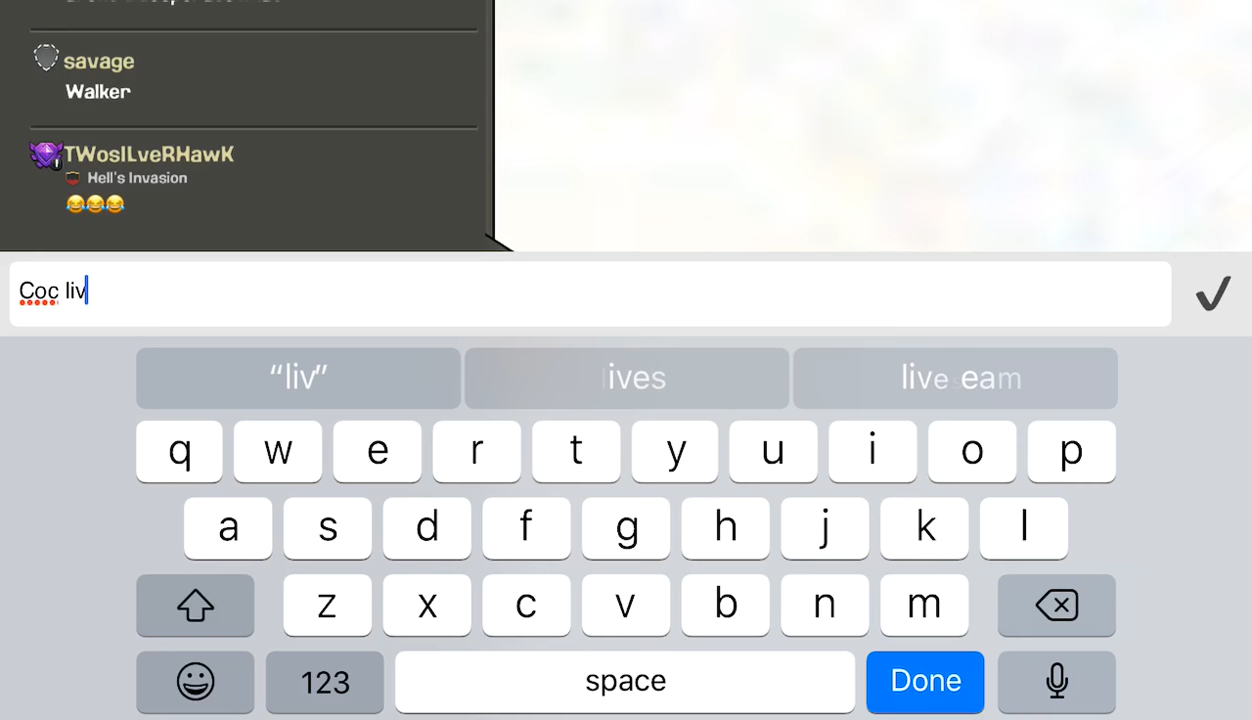 savage
Walker
TWosILveRHawK
Hell's Invasion
😂😂😂
Coc liv
"liv" ives
q w e r t y u i o p
a s d f g h j k l
z x c v b n m
123 space Done